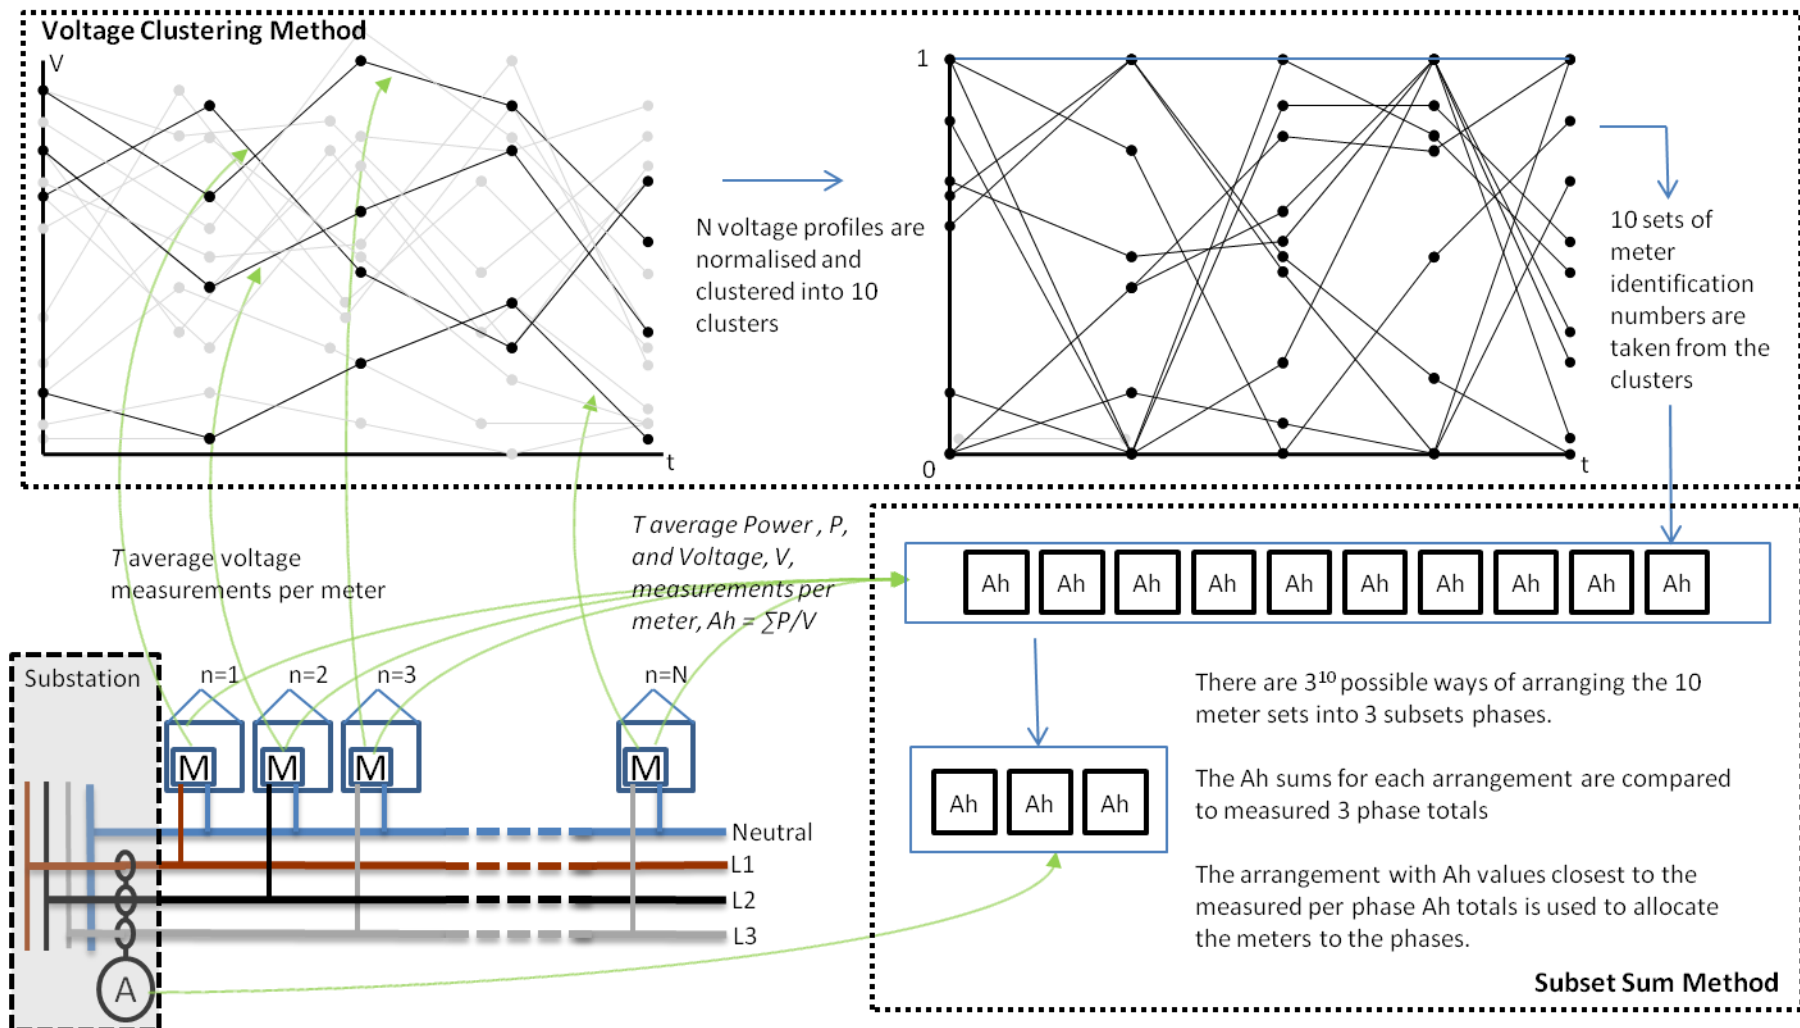 Voltage Clustering Method
V
t
N voltage profiles are
normalised and
clustered into 10
clusters
1
0
t
10 sets of
meter
identification
numbers are
taken from the
clusters
T average voltage
measurements per meter
T average Power , P,
and Voltage, V,
measurements per
meter, Ah = ∑P/V
Ah Ah Ah Ah Ah Ah Ah Ah Ah Ah
Substation
n=1 n=2 n=3 n=N
M M M M
Neutral
L1
L2
L3
A
There are 3¹⁰ possible ways of arranging the 10
meter sets into 3 subsets phases.
Ah Ah Ah
The Ah sums for each arrangement are compared
to measured 3 phase totals
The arrangement with Ah values closest to the
measured per phase Ah totals is used to allocate
the meters to the phases.
Subset Sum Method